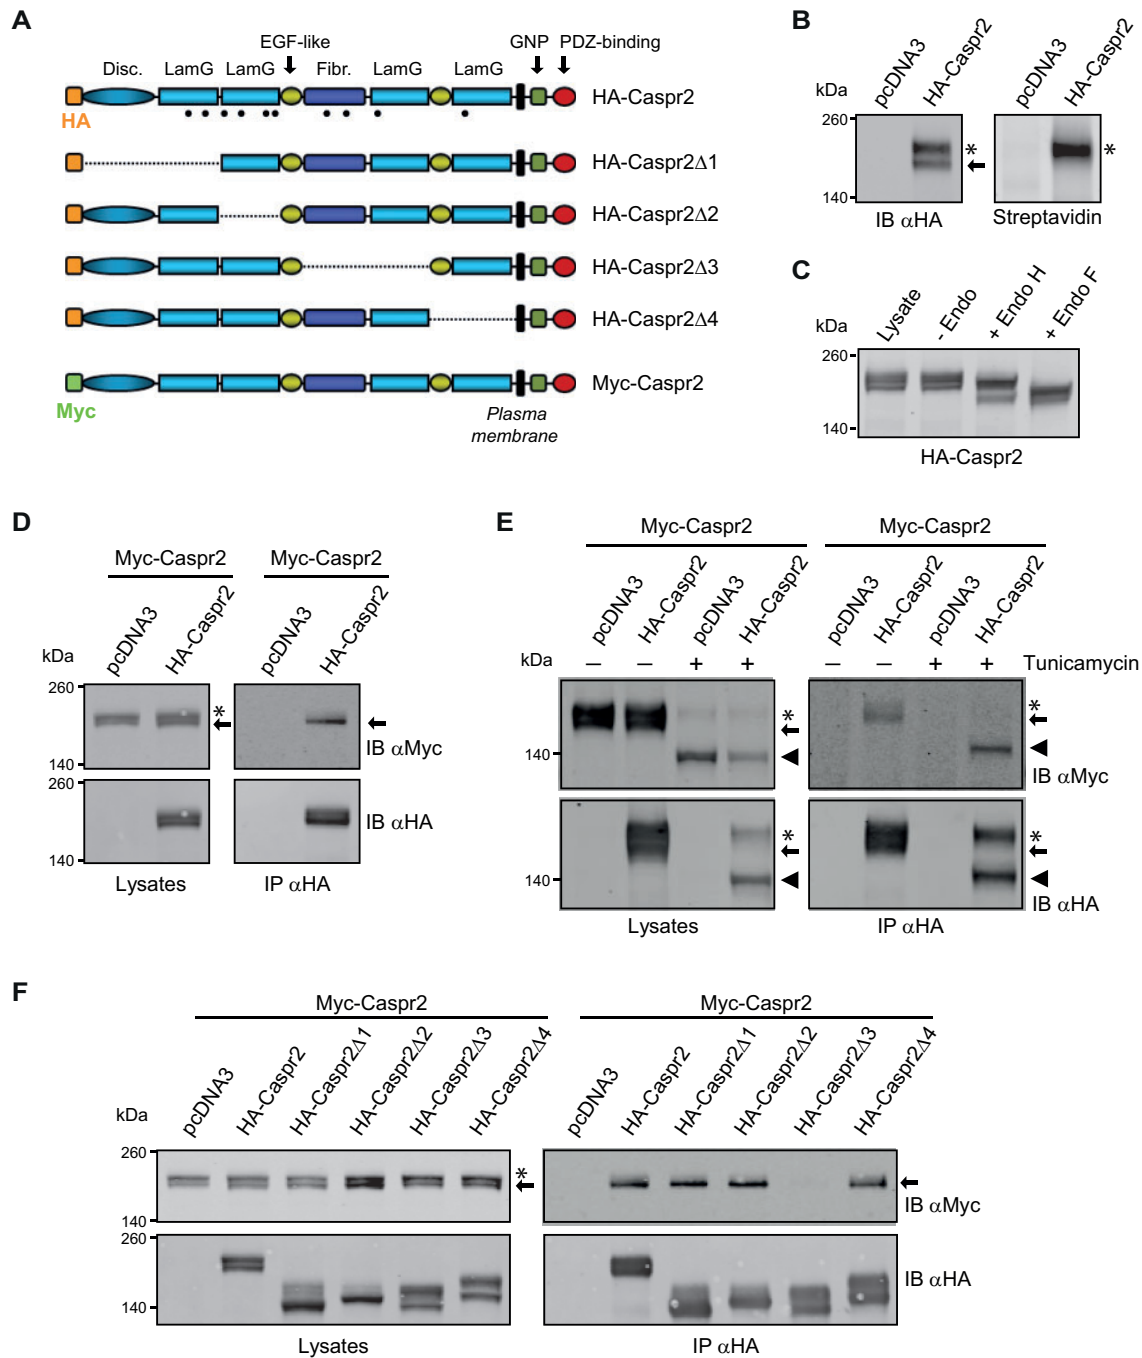 A
EGF-like
GNP
PDZ-binding
Disc.
LamG
LamG
Fibr.
LamG
LamG
HA-Caspr2
HA
HA-Caspr2Δ1
HA-Caspr2Δ2
HA-Caspr2Δ3
HA-Caspr2Δ4
Myc-Caspr2
Myc
Plasma
membrane
B
pcDNA3
HA-Caspr2
pcDNA3
HA-Caspr2
kDa
260
*
*
140
IB αHA
Streptavidin
C
Lysate
- Endo
+ Endo H
+ Endo F
kDa
260
140
HA-Caspr2
D
Myc-Caspr2
Myc-Caspr2
pcDNA3
HA-Caspr2
pcDNA3
HA-Caspr2
kDa
260
*
IB αMyc
140
260
IB αHA
140
Lysates
IP αHA
E
Myc-Caspr2
Myc-Caspr2
pcDNA3
HA-Caspr2
pcDNA3
HA-Caspr2
pcDNA3
HA-Caspr2
pcDNA3
HA-Caspr2
kDa
– – + +
– – + +
Tunicamycin
*
*
140
IB αMyc
*
*
140
IB αHA
Lysates
IP αHA
F
Myc-Caspr2
Myc-Caspr2
pcDNA3
HA-Caspr2
HA-Caspr2Δ1
HA-Caspr2Δ2
HA-Caspr2Δ3
HA-Caspr2Δ4
pcDNA3
HA-Caspr2
HA-Caspr2Δ1
HA-Caspr2Δ2
HA-Caspr2Δ3
HA-Caspr2Δ4
kDa
260
*
IB αMyc
140
260
IB αHA
140
Lysates
IP αHA